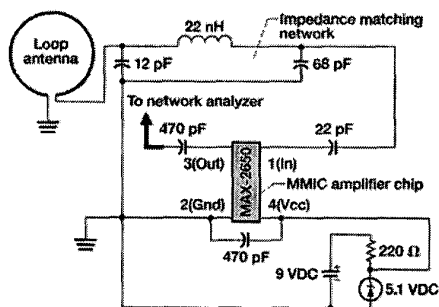 Loop
antenna
22 nH
Impedance matching
network
12 pF
68 pF
To network analyzer
470 pF
22 pF
3(Out)
1(In)
MAX-2650
MMIC amplifier chip
2(Gnd)
4(Vcc)
470 pF
220 Ω
9 VDC
+
5.1 VDC